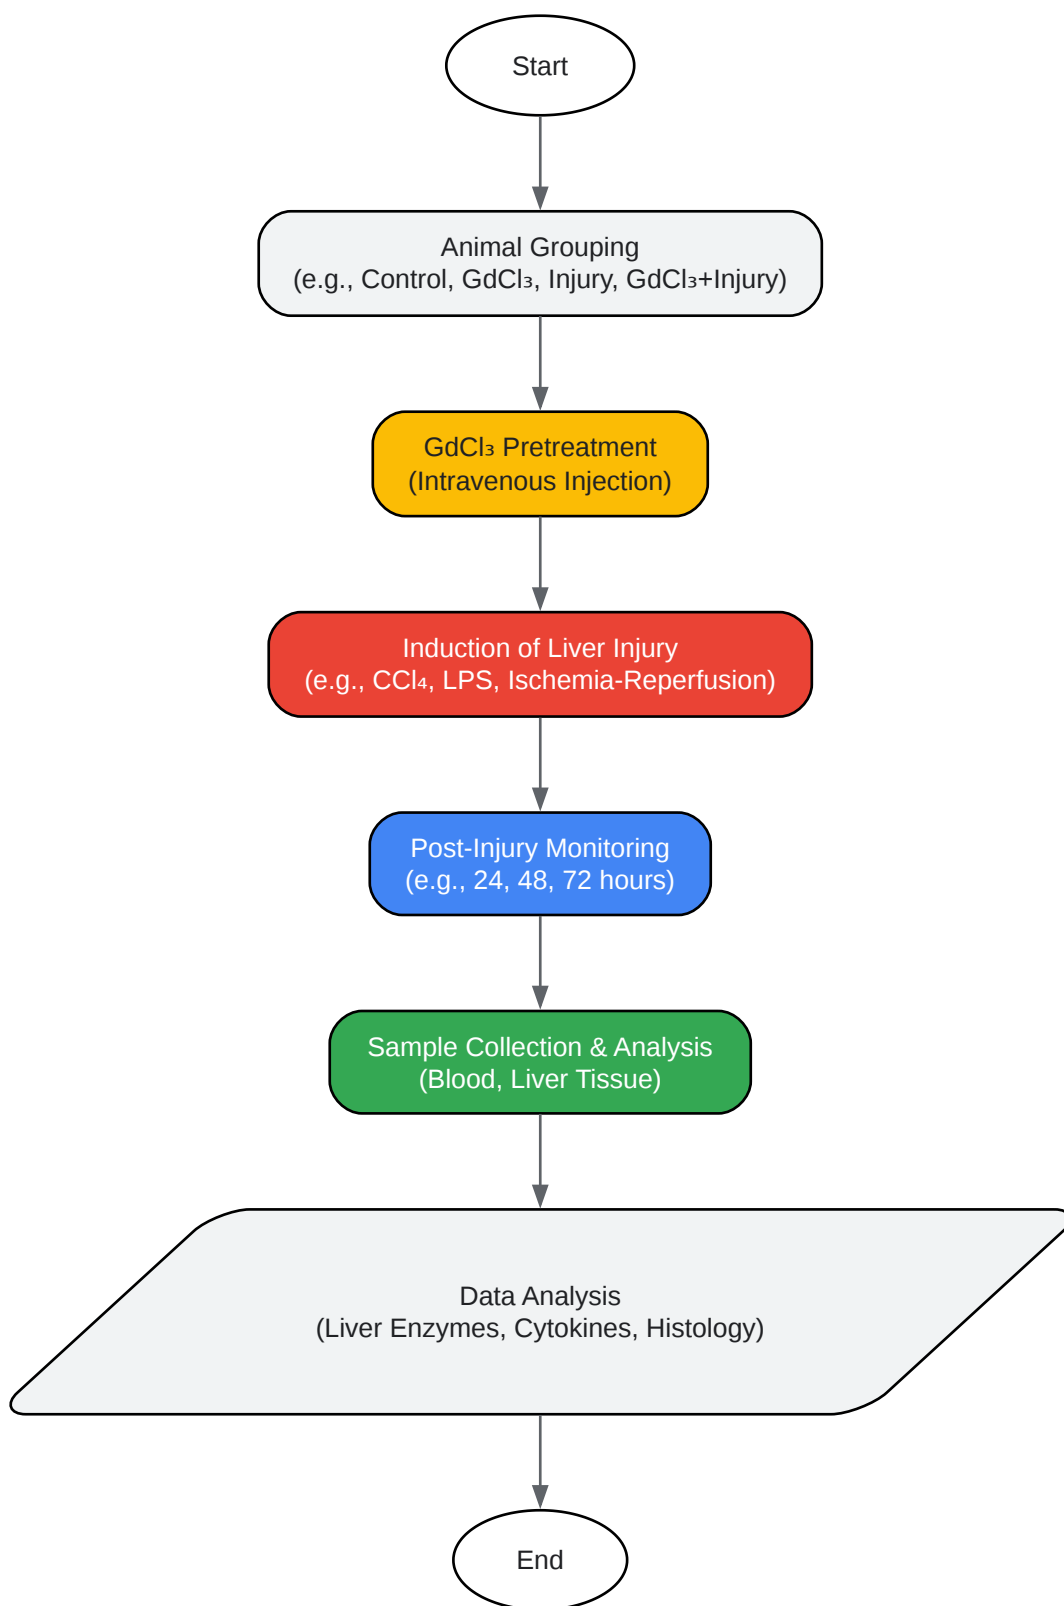 Start
Animal Grouping
(e.g., Control, GdCl₃, Injury, GdCl₃+Injury)
GdCl₃ Pretreatment
(Intravenous Injection)
Induction of Liver Injury
(e.g., CCl₄, LPS, Ischemia-Reperfusion)
Post-Injury Monitoring
(e.g., 24, 48, 72 hours)
Sample Collection & Analysis
(Blood, Liver Tissue)
Data Analysis
(Liver Enzymes, Cytokines, Histology)
End